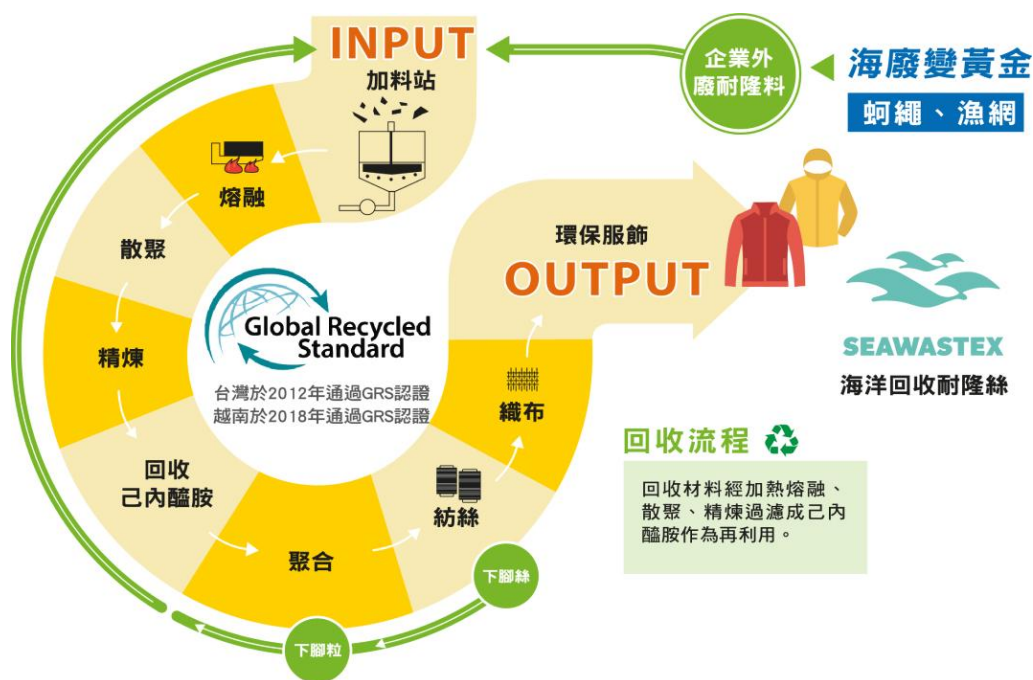 INPUT
加料站
企業外
廢耐隆料
海廢變黃金
蚵繩、漁網
熔融
散聚
精煉
回收
己內醯胺
聚合
紡絲
織布
環保服飾
OUTPUT
Global Recycled
Standard
台灣於2012年通過GRS認證
越南於2018年通過GRS認證
下腳絲
下腳粒
SEAWASTEX
海洋回收耐隆絲
回收流程
回收材料經加熱熔融、
散聚、精煉過濾成己內
醯胺作為再利用。